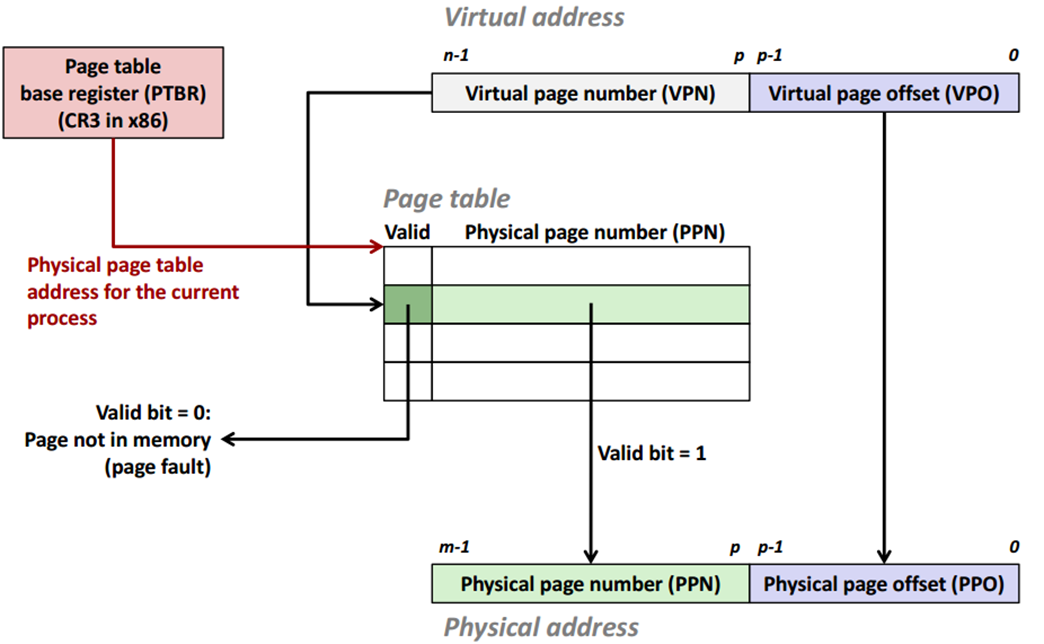 Virtual address
n-1 p p-1 0
Page table
base register (PTBR)
(CR3 in x86)
Virtual page number (VPN) Virtual page offset (VPO)
Page table
Valid Physical page number (PPN)
Physical page table
address for the current
process
Valid bit = 0:
Page not in memory
(page fault)
Valid bit = 1
m-1 p p-1 0
Physical page number (PPN) Physical page offset (PPO)
Physical address